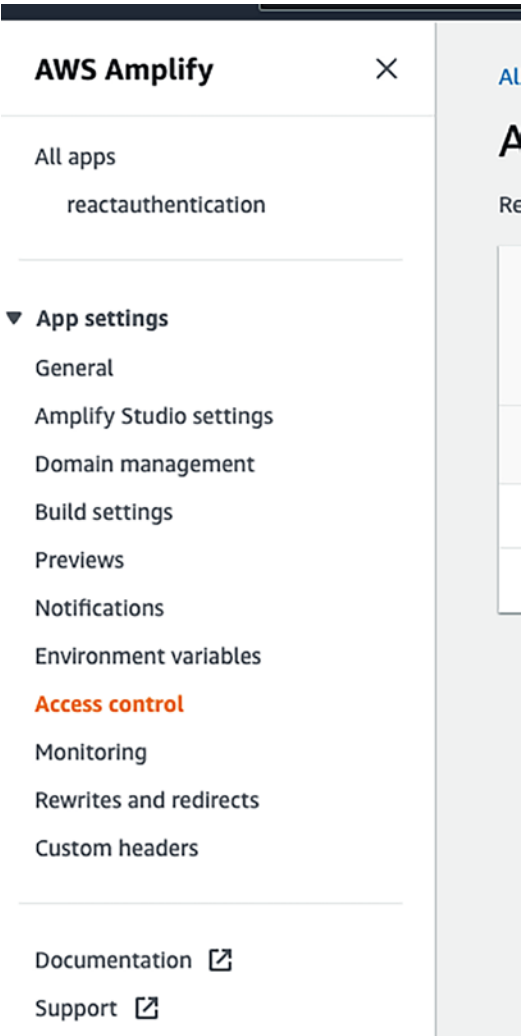 AWS Amplify
All apps
reactauthentication
App settings
General
Amplify Studio settings
Domain management
Build settings
Previews
Notifications
Environment variables
Access control
Monitoring
Rewrites and redirects
Custom headers
Documentation
Support